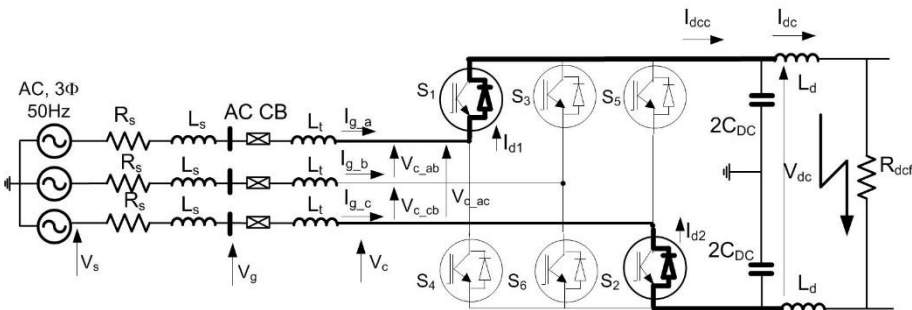 I_dcc
I_dc
AC, 3Φ
50Hz
R_s
L_s
AC CB
L_t
I_g_a
S_1
S_3
S_5
L_d
2C_DC
I_d1
R_s
L_s
L_t
I_g_b
V_c_ab
V_c_ac
V_dc
R_dcf
R_s
L_s
L_t
I_g_c
V_c_cb
I_d2
V_s
V_g
V_c
S_4
S_6
S_2
2C_DC
L_d